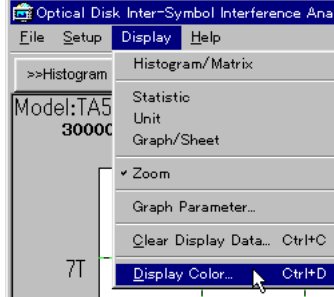 Optical Disk Inter-Symbol Interference Ana
File Setup Display Help
>>Histogram
Histogram/Matrix
Model:TA5
30000
Statistic
Unit
Graph/Sheet
Zoom
Graph Parameter...
Clear Display Data... Ctrl+C
7T
Display Color... Ctrl+D